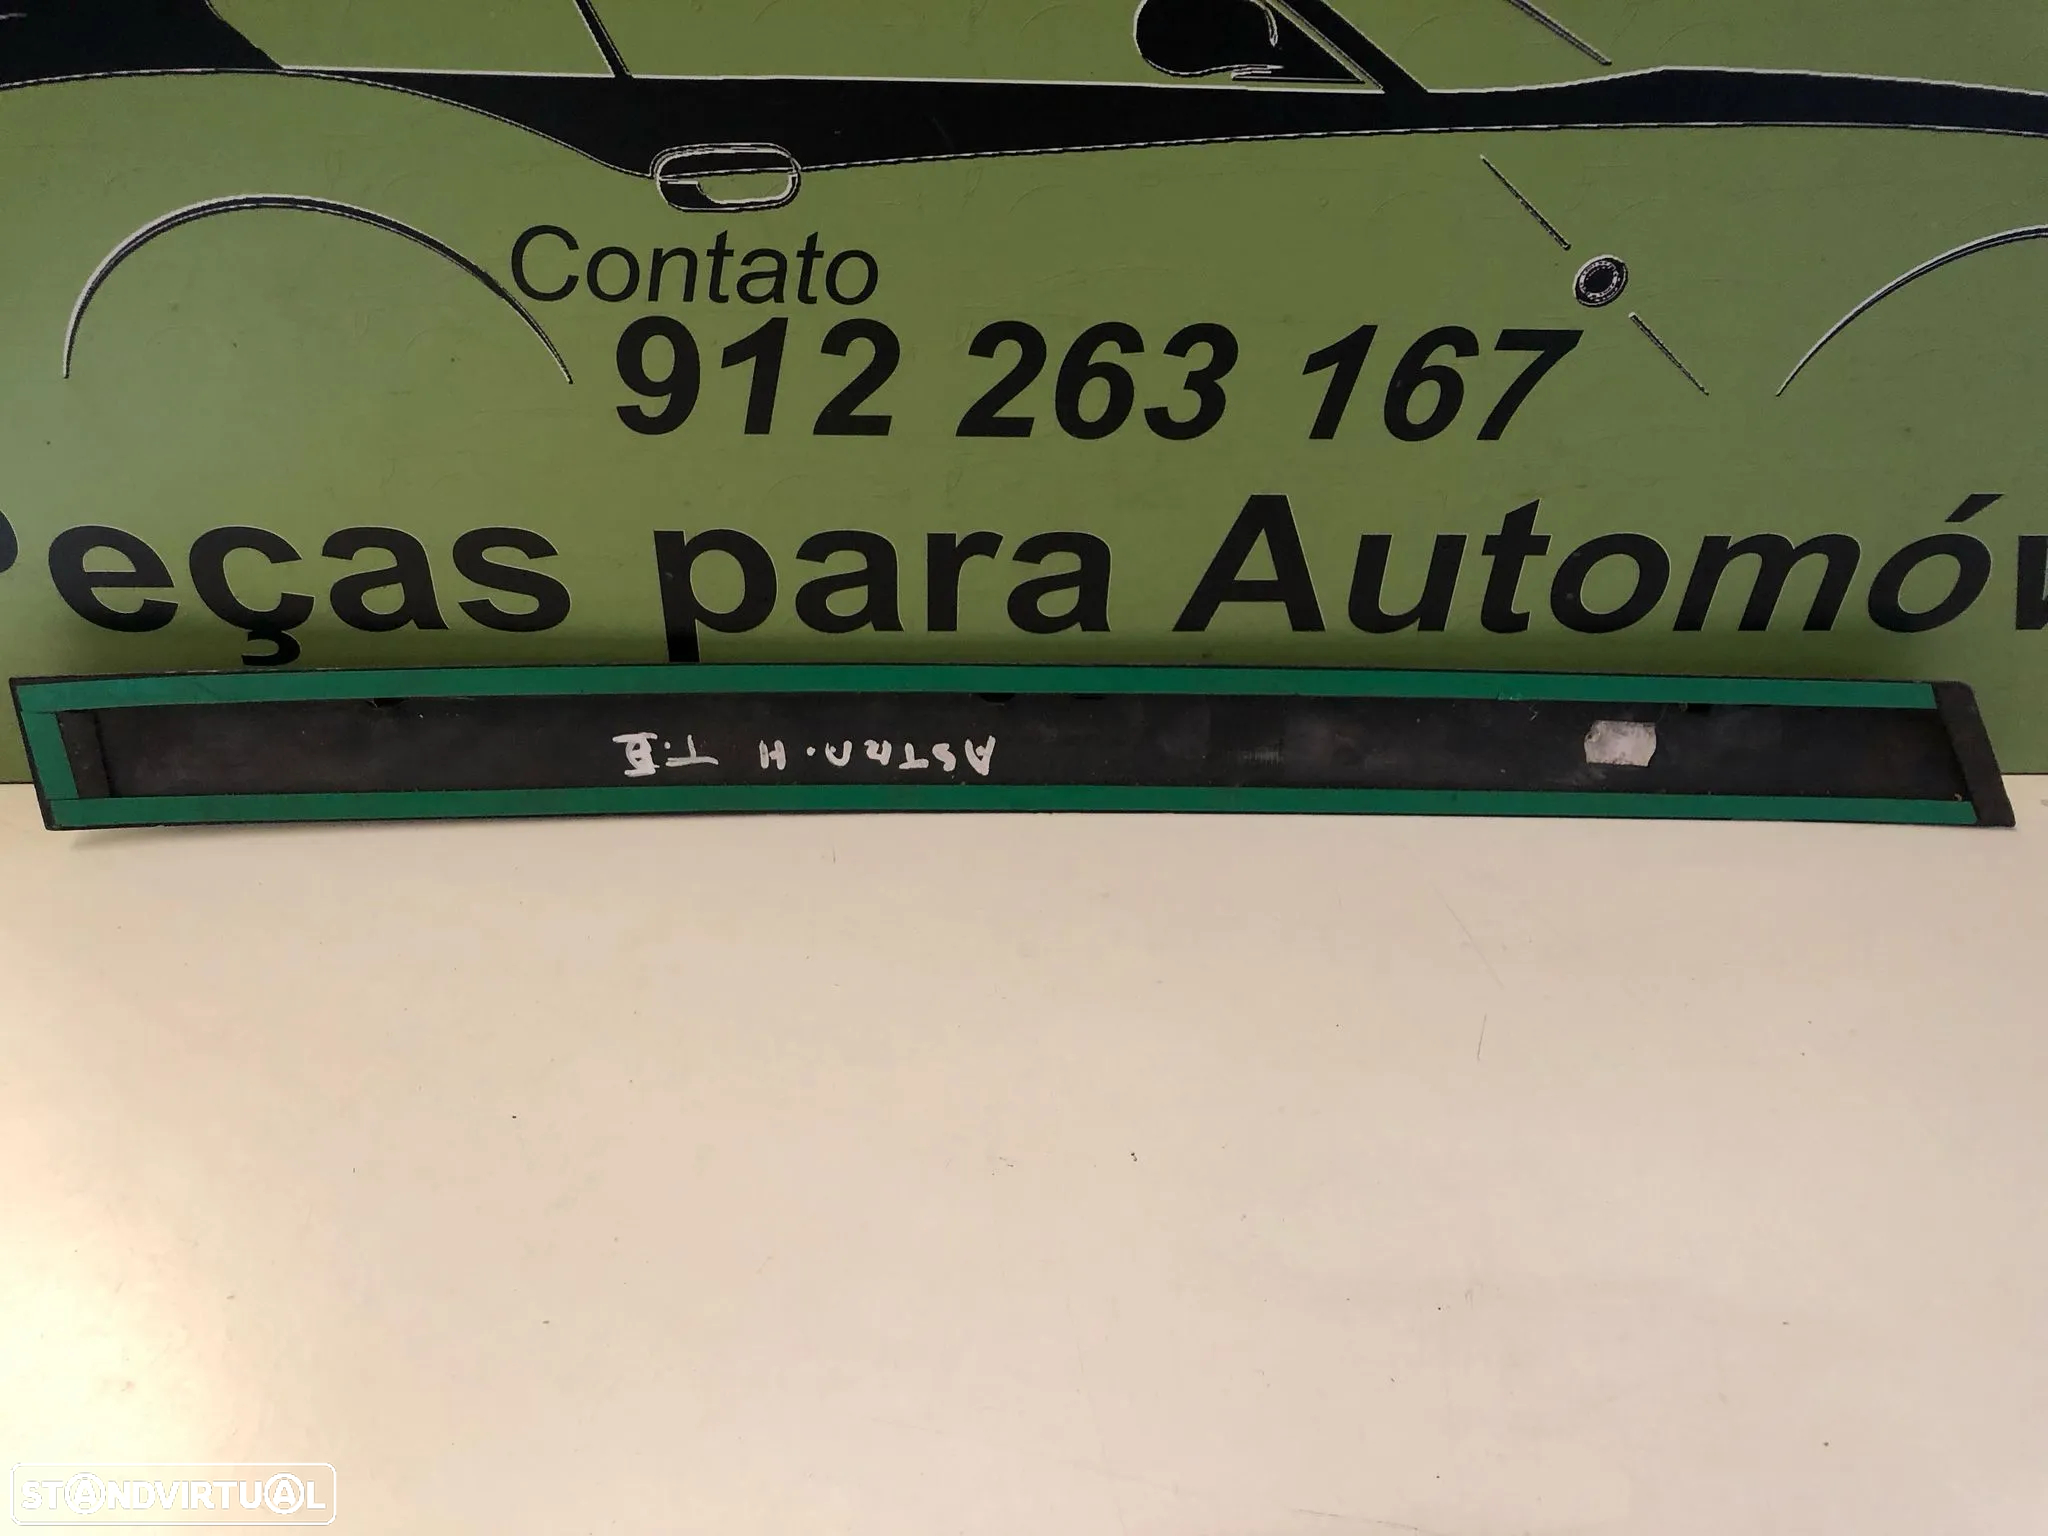 Contato
912 263 167
Peças para Automóv
ASTRA.H T.D
STANDVIRTUAL